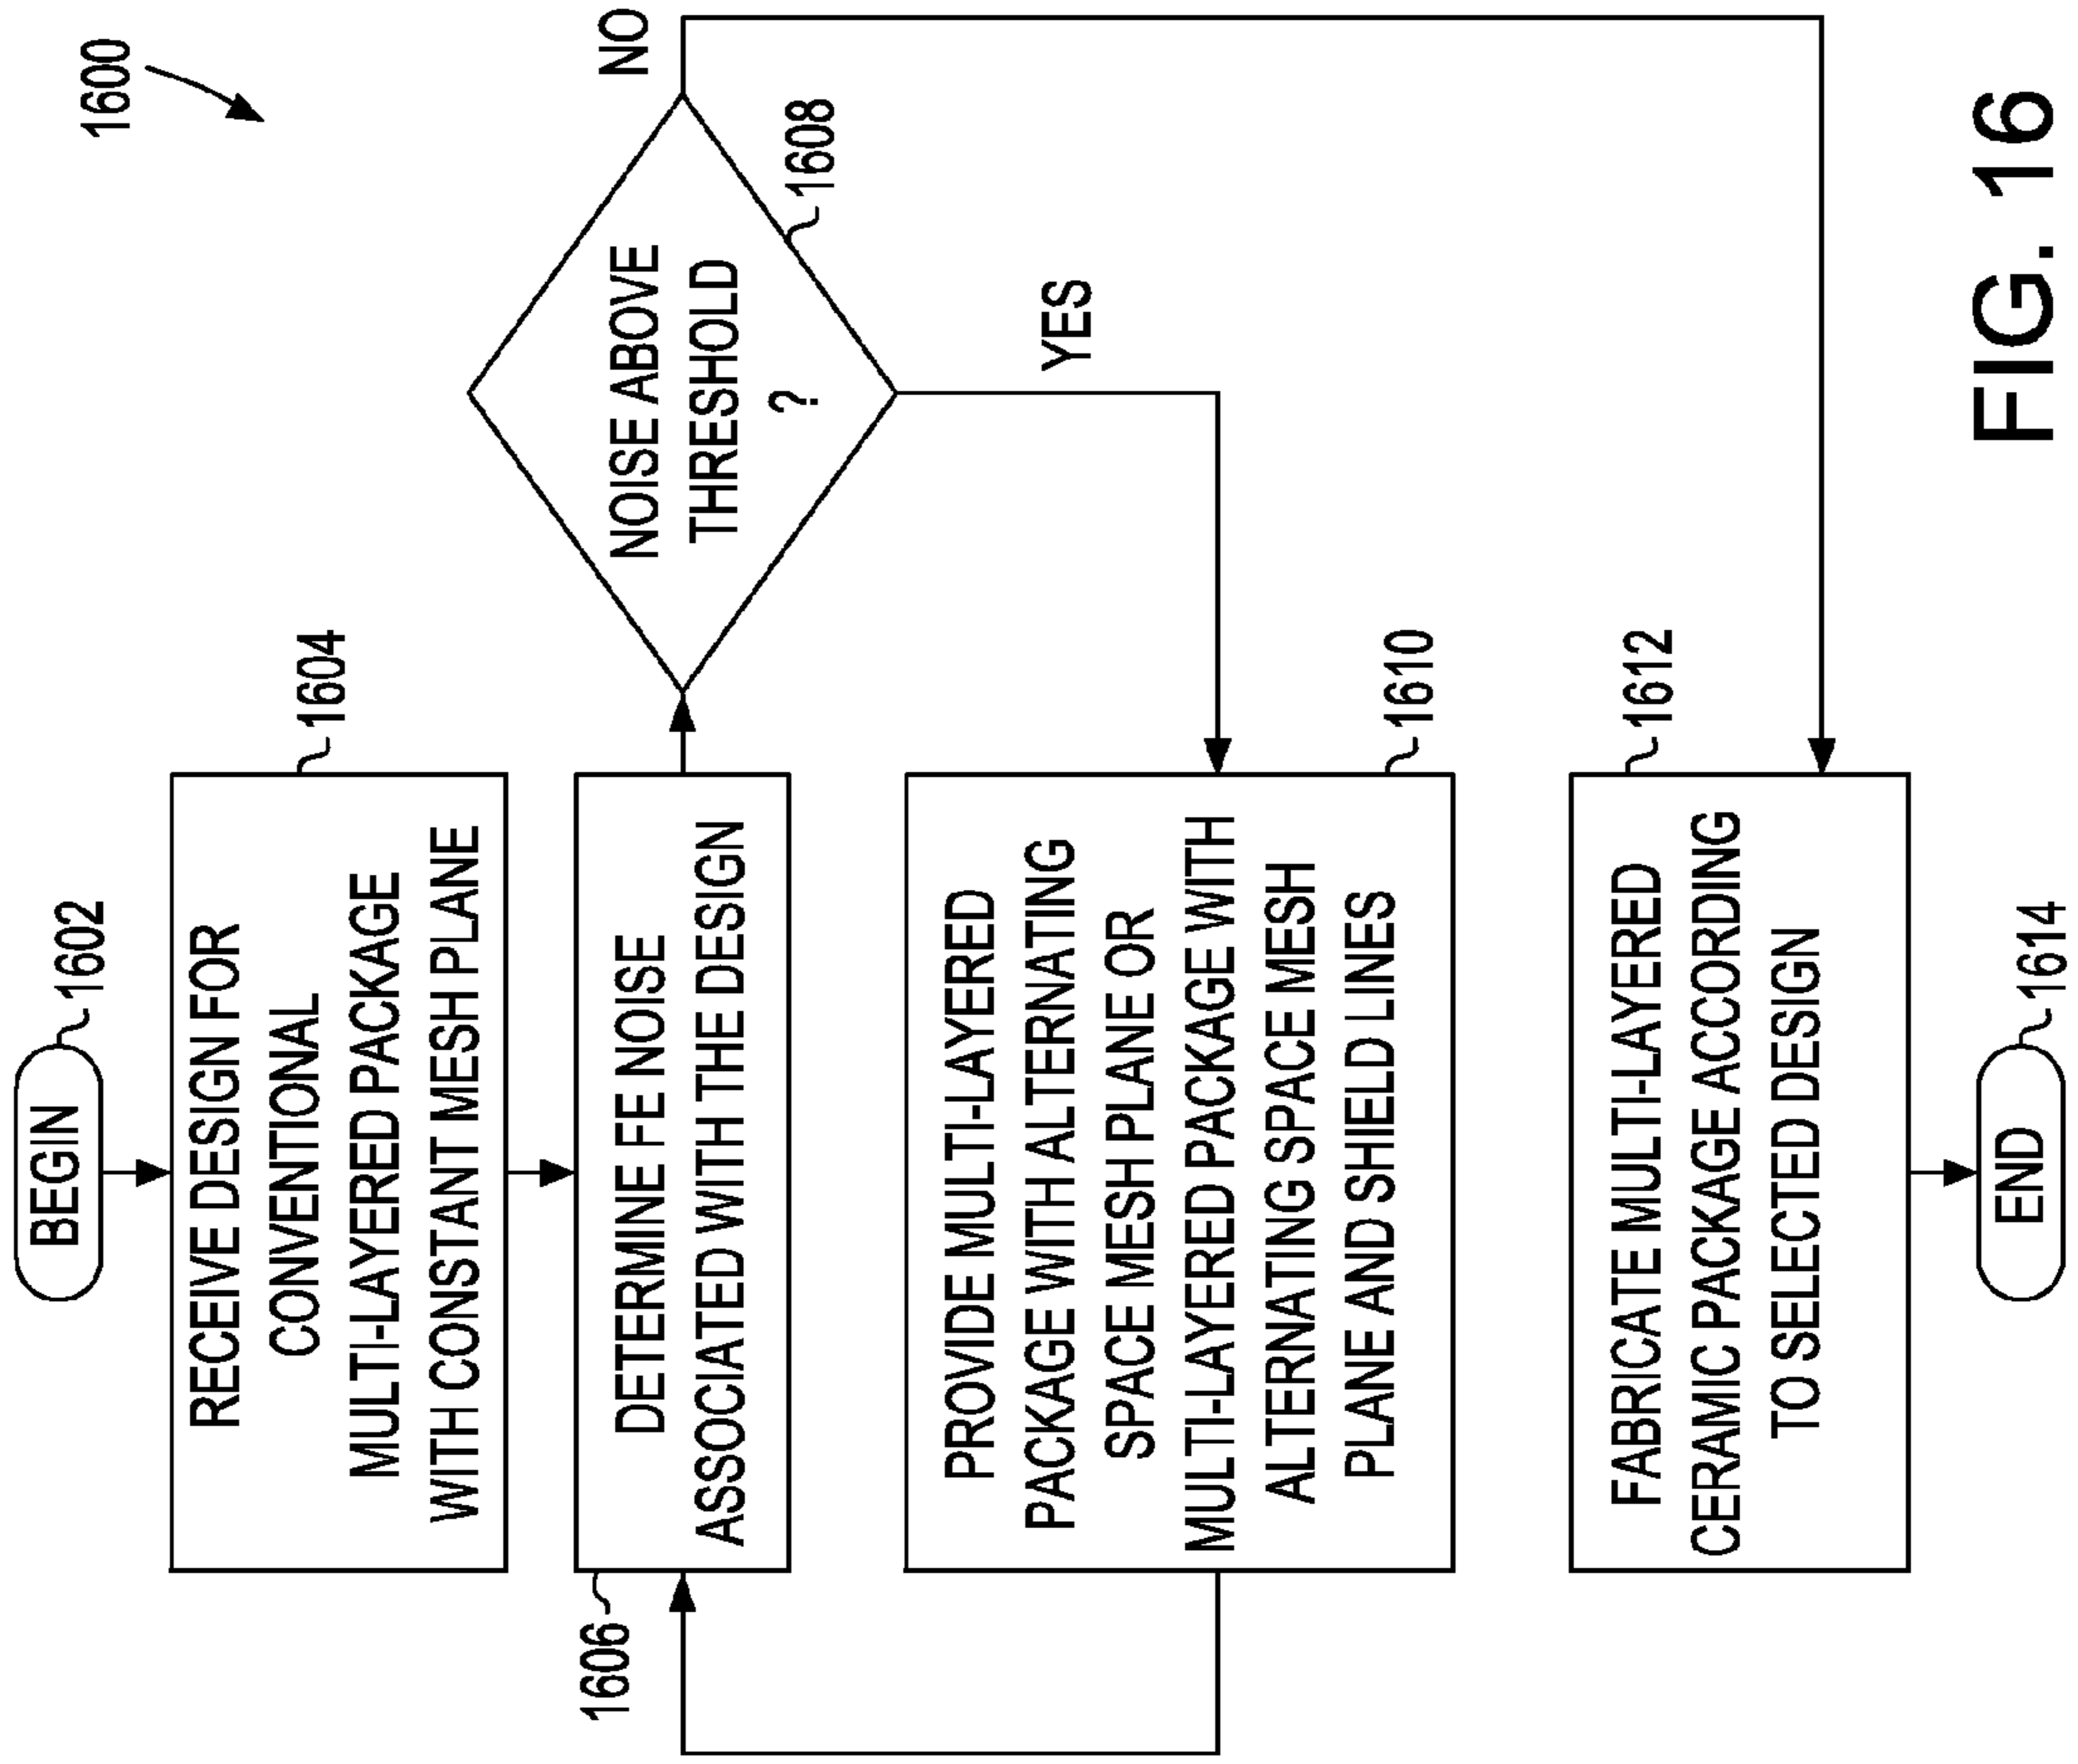 1600
BEGIN
1602
RECEIVE DESIGN FOR
CONVENTIONAL
MULTI-LAYERED PACKAGE
WITH CONSTANT MESH PLANE
1604
1606
DETERMINE FE NOISE
ASSOCIATED WITH THE DESIGN
NOISE ABOVE
THRESHOLD
?
1608
NO
YES
PROVIDE MULTI-LAYERED
PACKAGE WITH ALTERNATING
SPACE MESH PLANE OR
MULTI-LAYERED PACKAGE WITH
ALTERNATING SPACE MESH
PLANE AND SHIELD LINES
1610
FABRICATE MULTI-LAYERED
CERAMIC PACKAGE ACCORDING
TO SELECTED DESIGN
1612
END
1614
FIG. 16